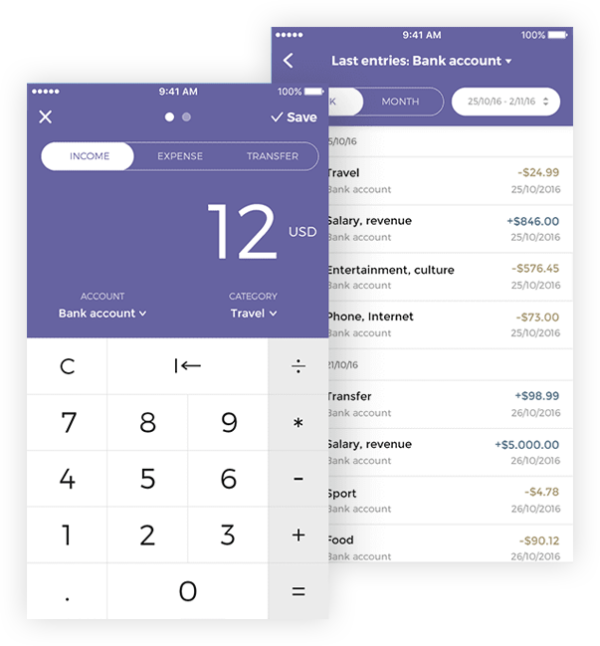 9:41 AM 100%
Last entries: Bank account
K MONTH 25/10/16 - 2/11/16
5/10/16
Travel -$24.99
Bank account 25/10/2016
Salary, revenue +$846.00
Bank account 25/10/2016
Entertainment, culture -$576.45
Bank account 25/10/2016
Phone, Internet -$73.00
Bank account 25/10/2016
21/10/16
Transfer +$98.99
Bank account 26/10/2016
Salary, revenue +$5.000.00
Bank account 26/10/2016
Sport -$4.78
Bank account 26/10/2016
Food -$90.12
Bank account 26/10/2016
9:41 AM 100%
Save
INCOME EXPENSE TRANSFER
12 USD
ACCOUNT CATEGORY
Bank account Travel
C ÷
7 8 9 *
4 5 6 -
1 2 3 +
. 0 =